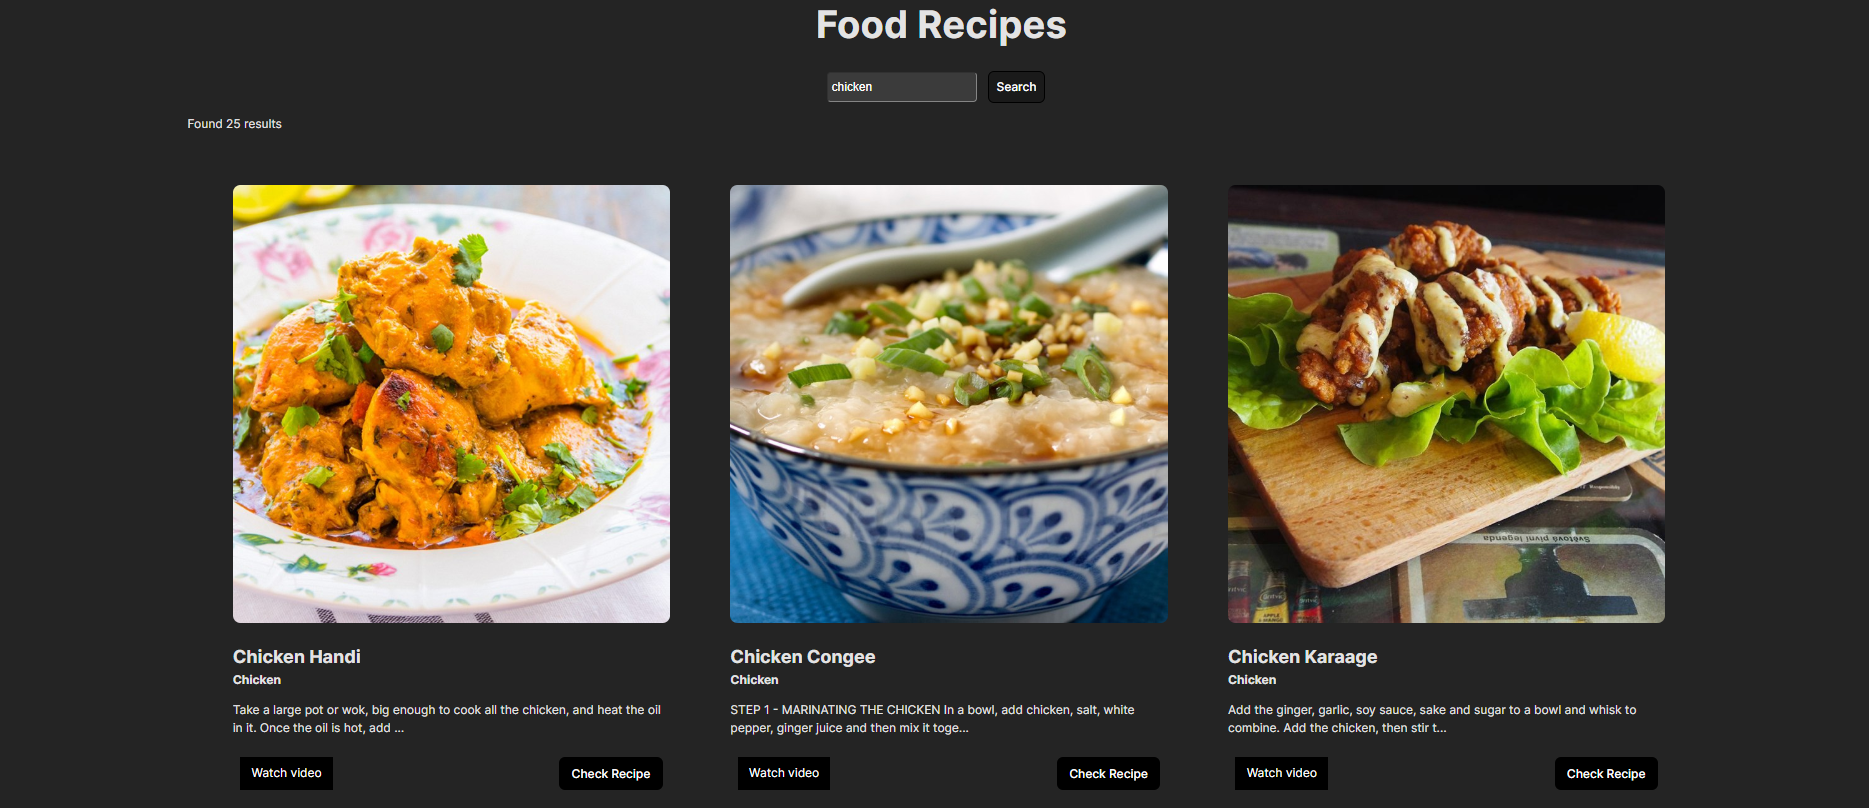 Food Recipes
chicken
Search
Found 25 results
Světová pivní legenda
Chicken Handi
Chicken
Take a large pot or wok, big enough to cook all the chicken, and heat the oil
in it. Once the oil is hot, add ...
Watch video
Check Recipe
Chicken Congee
Chicken
STEP 1 - MARINATING THE CHICKEN In a bowl, add chicken, salt, white
pepper, ginger juice and then mix it toge...
Watch video
Check Recipe
Chicken Karaage
Chicken
Add the ginger, garlic, soy sauce, sake and sugar to a bowl and whisk to
combine. Add the chicken, then stir t...
Watch video
Check Recipe